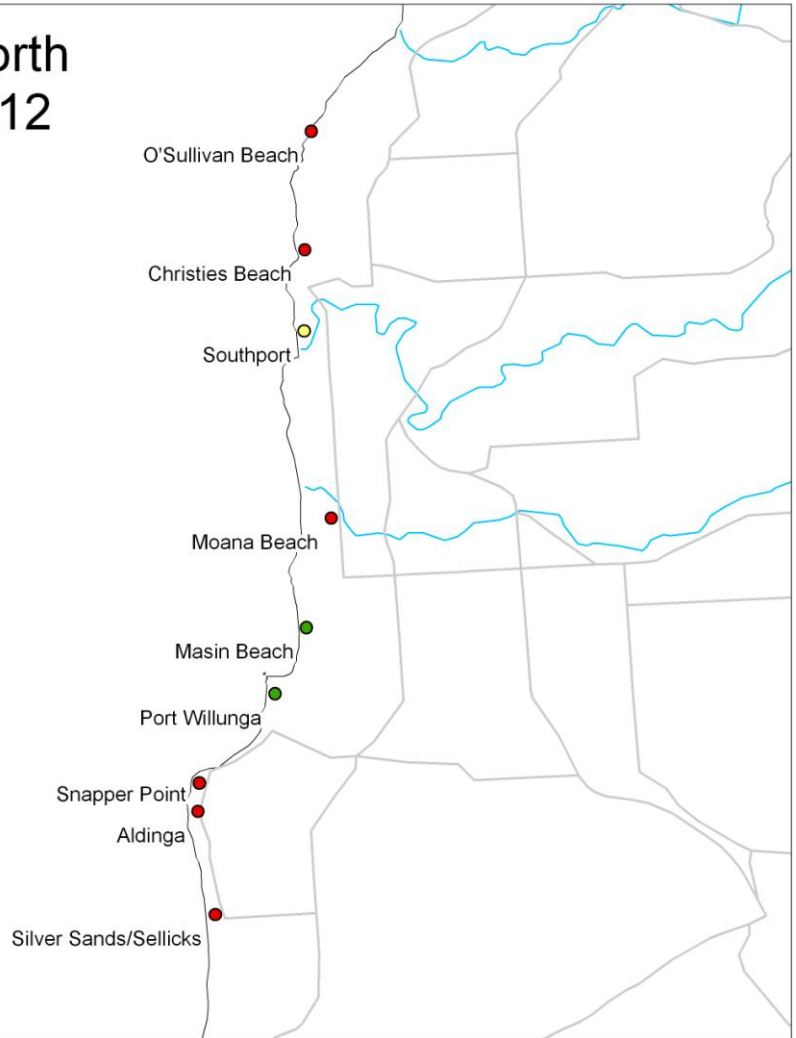 orth
12
O'Sullivan Beach
Christies Beach
Southport
Moana Beach
Masin Beach
Port Willunga
Snapper Point
Aldinga
Silver Sands/Sellicks